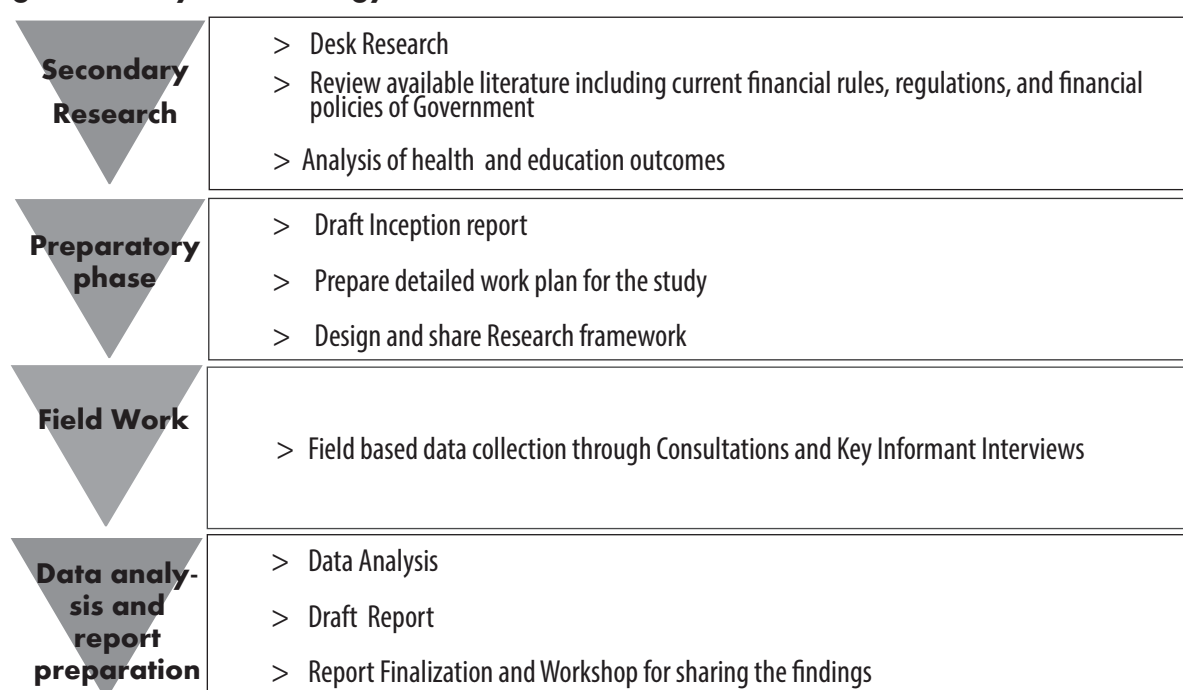 Secondary
Research
> Desk Research
> Review available literature including current financial rules, regulations, and financial
policies of Government
> Analysis of health and education outcomes
Preparatory
phase
> Draft Inception report
> Prepare detailed work plan for the study
> Design and share Research framework
Field Work
> Field based data collection through Consultations and Key Informant Interviews
Data analy-
sis and
report
preparation
> Data Analysis
> Draft Report
> Report Finalization and Workshop for sharing the findings